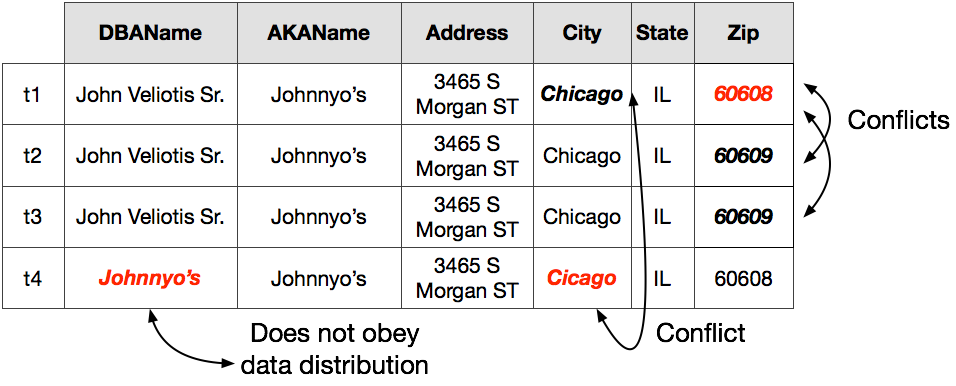 DBAName AKAName Address City State Zip
t1 John Veliotis Sr. Johnnyo’s 3465 S Morgan ST Chicago IL 60608
Conflicts
t2 John Veliotis Sr. Johnnyo’s 3465 S Morgan ST Chicago IL 60609
t3 John Veliotis Sr. Johnnyo’s 3465 S Morgan ST Chicago IL 60609
t4 Johnnyo’s Johnnyo’s 3465 S Morgan ST Cicago IL 60608
Does not obey
data distribution
Conflict